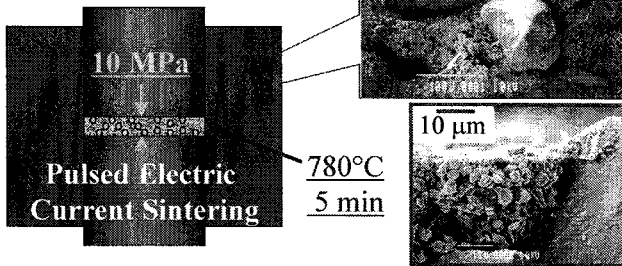 10 MPa
Pulsed Electric
Current Sintering
780°C
5 min
10 μm